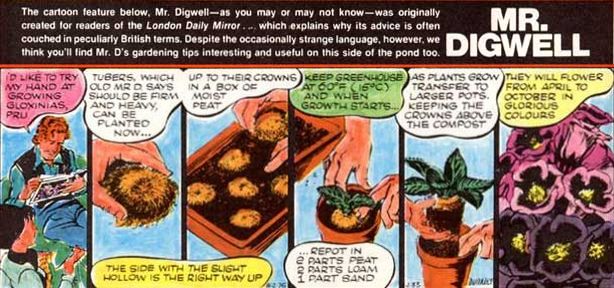 The cartoon feature below, Mr. Digwell—as you may or may not know—was originally
created for readers of the London Daily Mirror . . . which explains why its advice is often
couched in peculiarly British terms. Despite the occasionally strange language, however, we
think you'll find Mr. D's gardening tips interesting and useful on this side of the pond too.
MR.
DIGWELL
I'D LIKE TO TRY
MY HAND AT
GROWING
GLOXINIAS,
PRU
TUBERS, WHICH
OLD MR D. SAYS
SHOULD BE FIRM
AND HEAVY,
CAN BE
PLANTED
NOW...
THE SIDE WITH THE SLIGHT
HOLLOW IS THE RIGHT WAY UP
UP TO THEIR CROWNS
IN A BOX OF
MOIST
PEAT
KEEP GREENHOUSE
AT 60°F (15°C)
AND WHEN
GROWTH STARTS...
...REPOT IN
2 PARTS PEAT
2 PARTS LOAM
1 PART SAND
AS PLANTS GROW
TRANSFER TO
LARGER POTS.
KEEPING THE
CROWNS ABOVE
THE COMPOST
THEY WILL FLOWER
FROM APRIL TO
OCTOBER IN
GLORIOUS
COLOURS